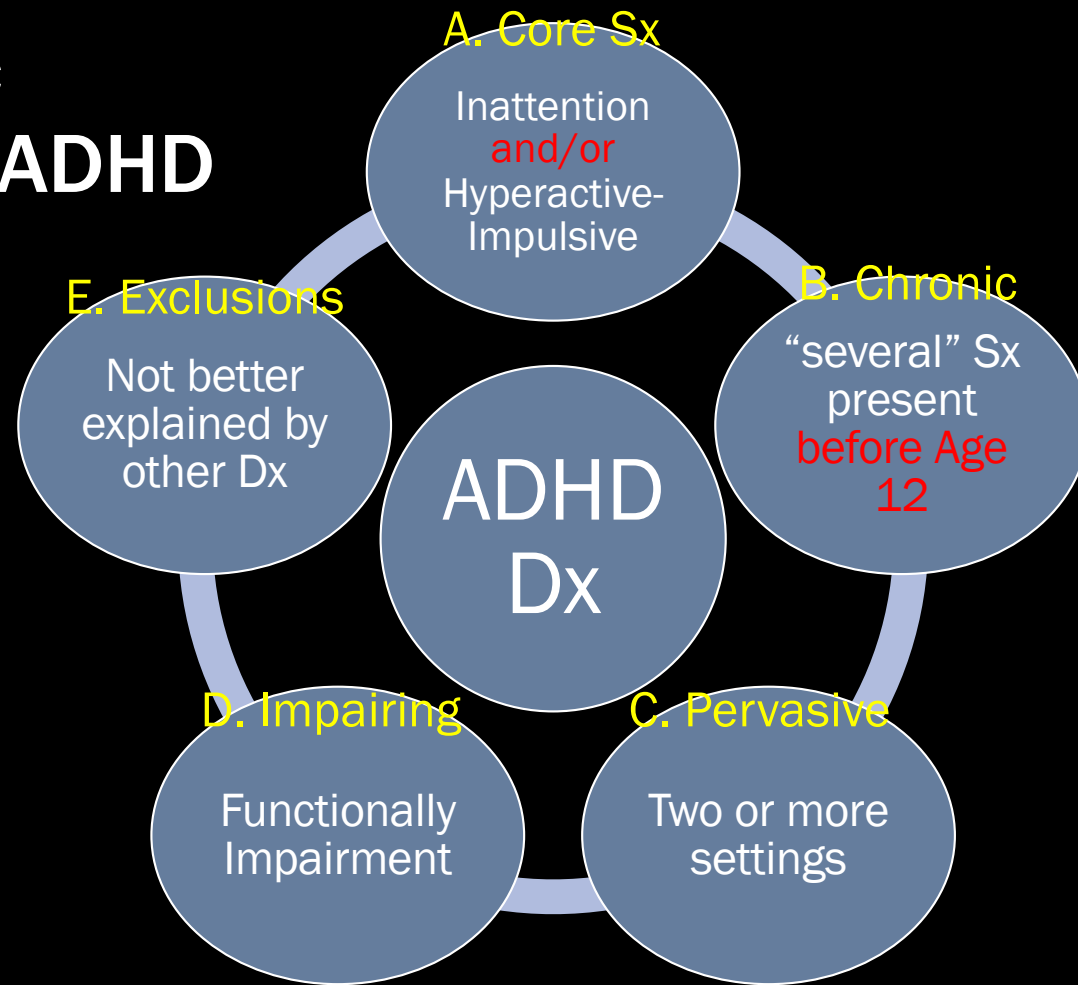 ADHD
A. Core Sx
Inattention
and/or
Hyperactive-
Impulsive
B. Chronic
“several” Sx
present
before Age
12
C. Pervasive
Two or more
settings
D. Impairing
Functionally
Impairment
E. Exclusions
Not better
explained by
other Dx
ADHD
Dx